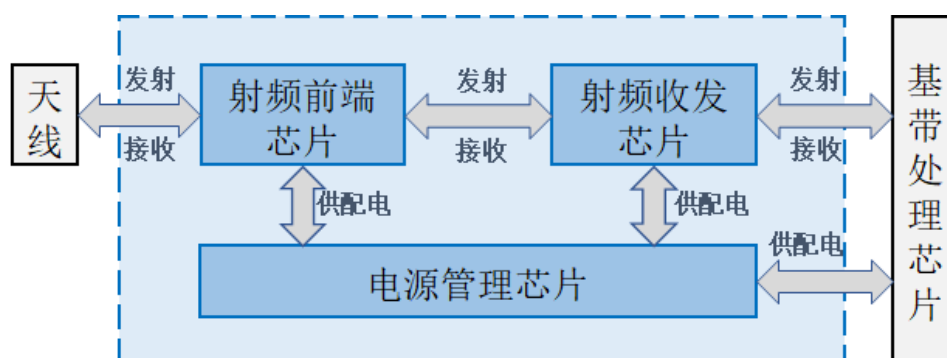 天线
发射
接收
射频前端
芯片
发射
接收
射频收发
芯片
发射
接收
基带处理芯片
供配电
供配电
供配电
电源管理芯片